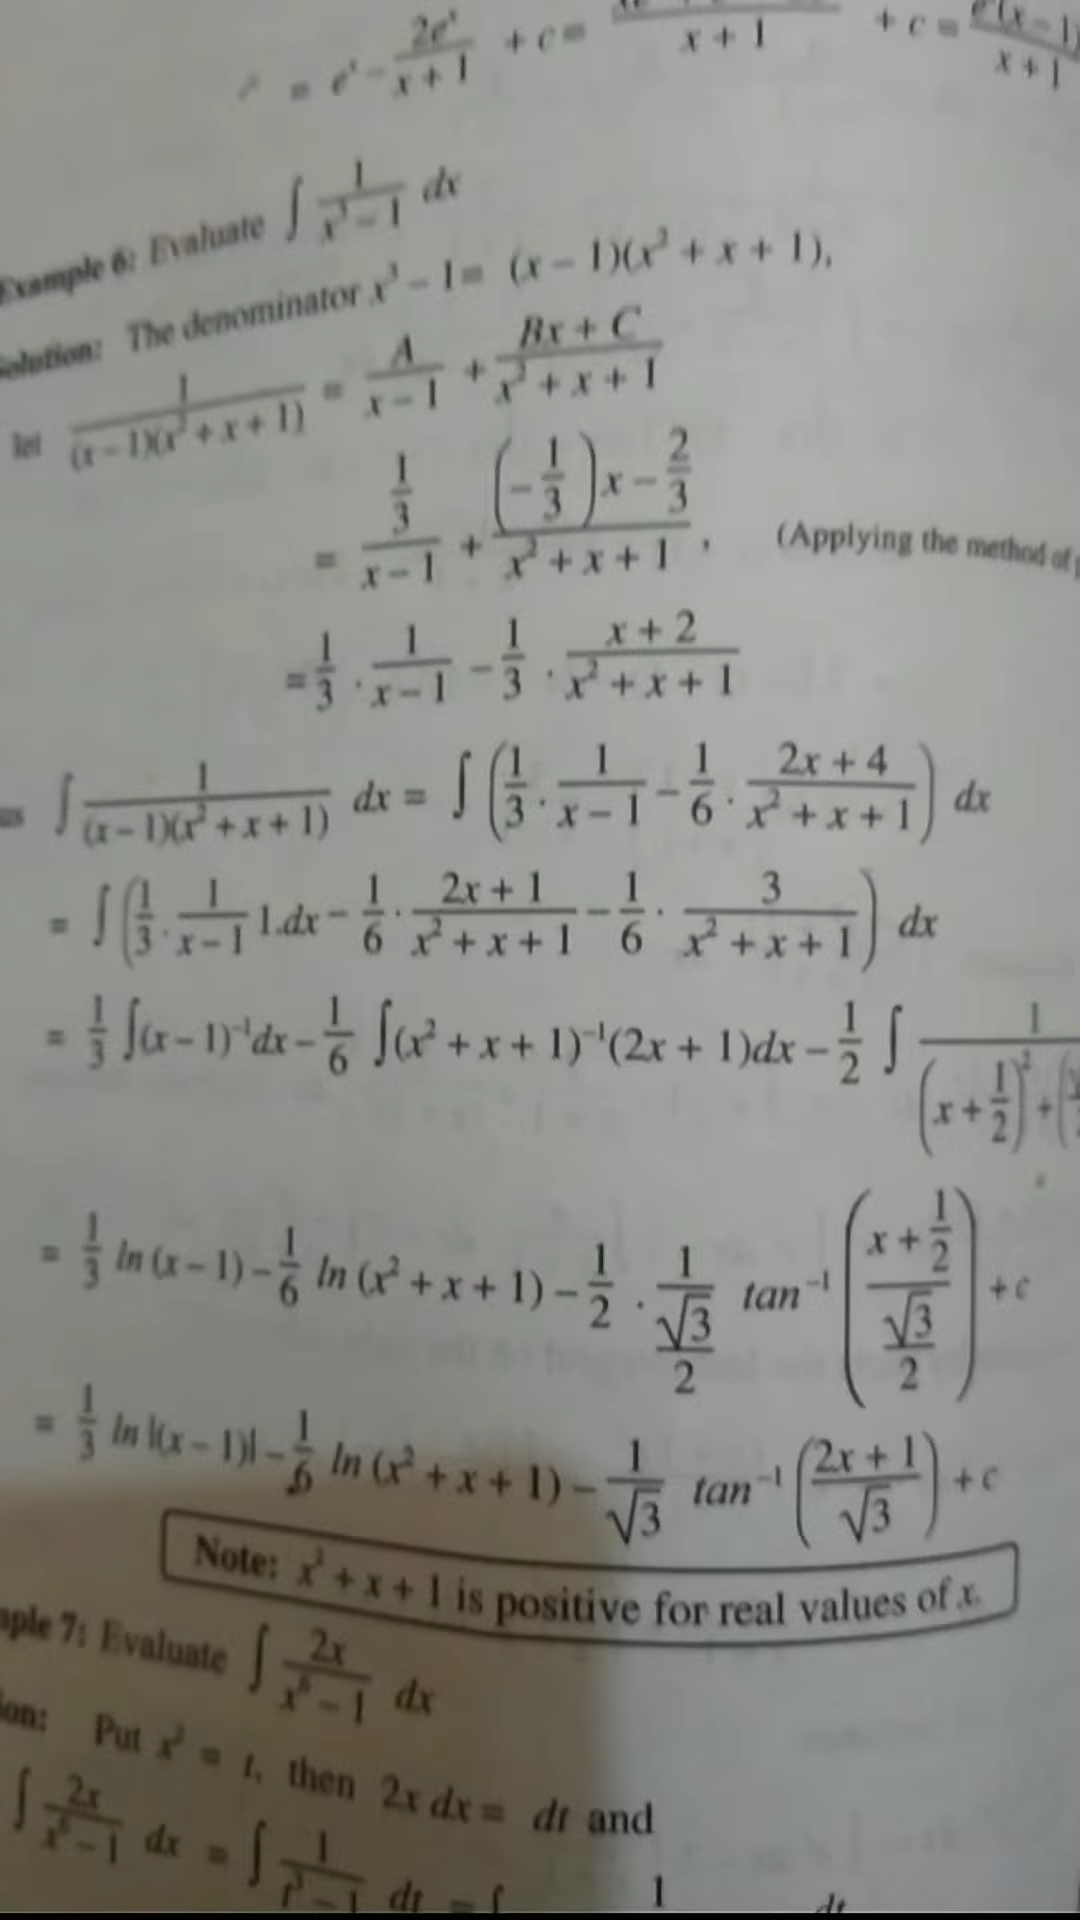 = e^x - 2e^x/(x + 1) + c = /(x + 1) + c = e^x(x - 1)/(x + 1)
Example 6: Evaluate ∫ 1/(x³ - 1) dx
Solution: The denominator x³ - 1 = (x - 1)(x² + x + 1),
let 1/((x - 1)(x² + x + 1)) = A/(x - 1) + (Bx + C)/(x² + x + 1)
= (1/3)/(x - 1) + ((-1/3)x - 2/3)/(x² + x + 1), (Applying the method of
= 1/3 · 1/(x - 1) - 1/3 · (x + 2)/(x² + x + 1)
∫ 1/((x - 1)(x² + x + 1)) dx = ∫ (1/3 · 1/(x - 1) - 1/6 · (2x + 4)/(x² + x + 1)) dx
= ∫ (1/3 · 1/(x - 1) 1.dx - 1/6 · (2x + 1)/(x² + x + 1) - 1/6 · 3/(x² + x + 1)) dx
= 1/3 ∫(x - 1)⁻¹dx - 1/6 ∫(x² + x + 1)⁻¹(2x + 1)dx - 1/2 ∫ 1/((x + 1/2)² + (
= 1/3 ln (x - 1) - 1/6 ln (x² + x + 1) - 1/2 · 1/(√3/2) tan⁻¹ ((x + 1/2)/(√3/2)) + c
= 1/3 ln |(x - 1)| - 1/6 ln (x² + x + 1) - 1/√3 tan⁻¹ ((2x + 1)/√3) + c
Note: x² + x + 1 is positive for real values of x.
mple 7: Evaluate ∫ 2x/(x⁶ - 1) dx
ion: Put x² = t, then 2x dx = dt and
∫ 2x/(x⁶ - 1) dx = ∫ 1/(t³ - 1) dt = ∫ 1 dt